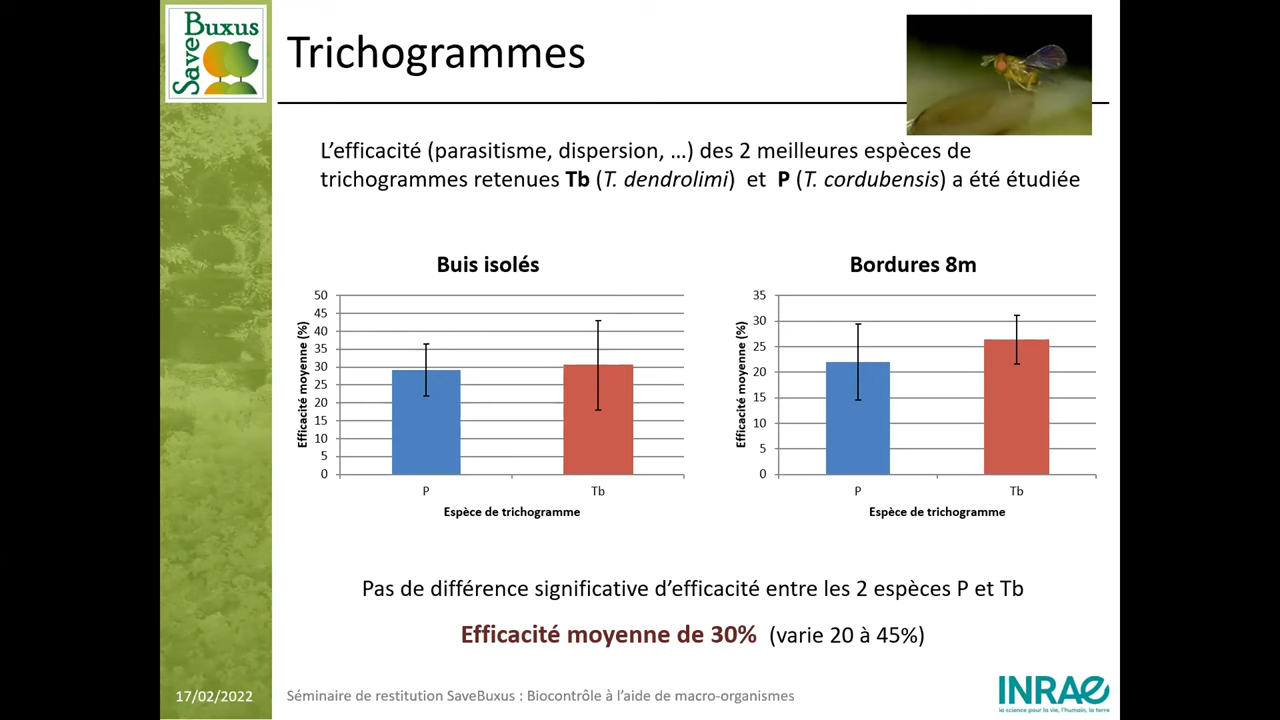 Save Buxus
Trichogrammes
L’efficacité (parasitisme, dispersion, …) des 2 meilleures espèces de
trichogrammes retenues Tb (T. dendrolimi) et P (T. cordubensis) a été étudiée
Buis isolés
Efficacité moyenne (%)
50
45
40
35
30
25
20
15
10
5
0
P
Tb
Espèce de trichogramme
Bordures 8m
Efficacité moyenne (%)
35
30
25
20
15
10
5
0
P
Tb
Espèce de trichogramme
Pas de différence significative d’efficacité entre les 2 espèces P et Tb
Efficacité moyenne de 30% (varie 20 à 45%)
17/02/2022
Séminaire de restitution SaveBuxus : Biocontrôle à l’aide de macro-organismes
INRAE
la science pour la vie, l’humain, la terre